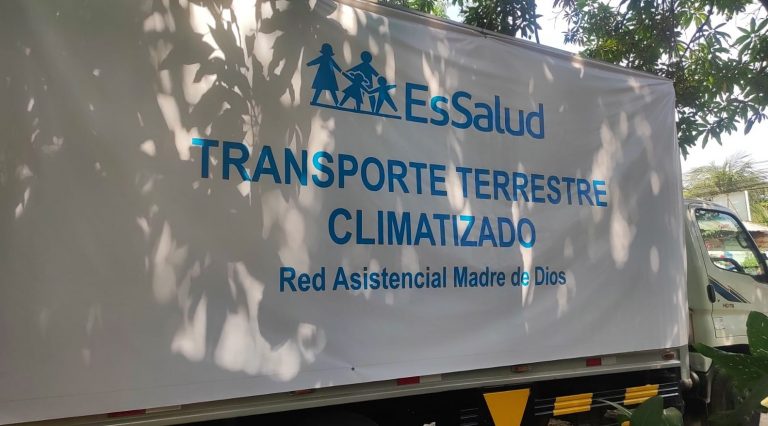 EsSalud
TRANSPORTE TERRESTRE
CLIMATIZADO
Red Asistencial Madre de Dios